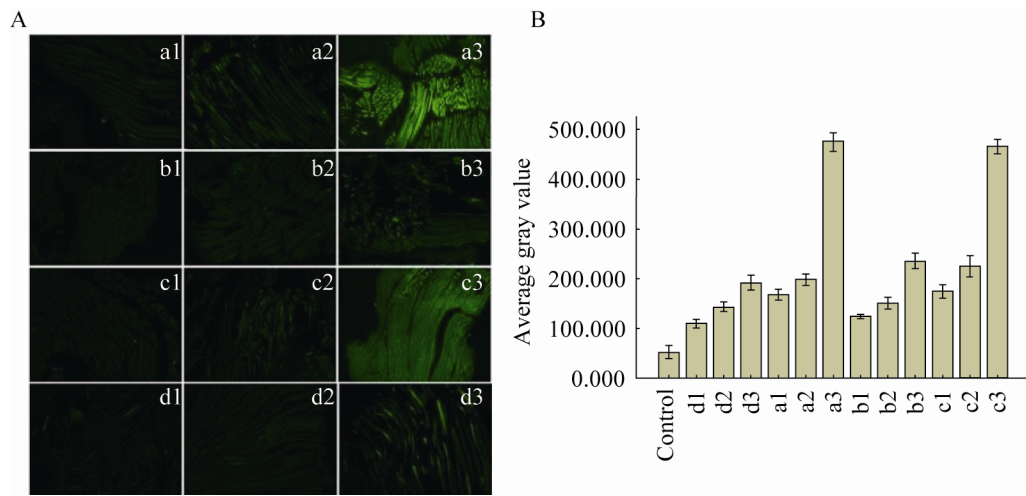 A
a1 a2 a3
b1 b2 b3
c1 c2 c3
d1 d2 d3
B
Average gray value
500.000
400.000
300.000
200.000
100.000
0.000
Control d1 d2 d3 a1 a2 a3 b1 b2 b3 c1 c2 c3